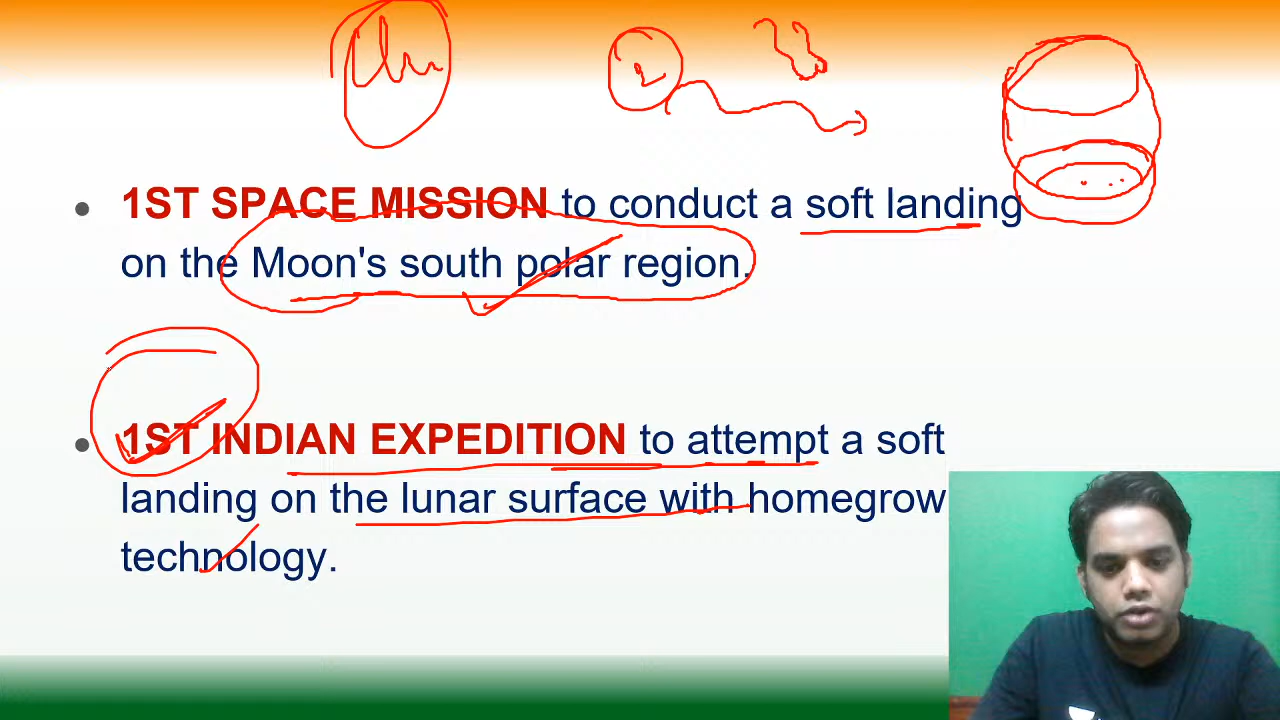 1ST SPACE MISSION to conduct a soft landing
on the Moon's south polar region.
1ST INDIAN EXPEDITION to attempt a soft
landing on the lunar surface with homegrow
technology.
2